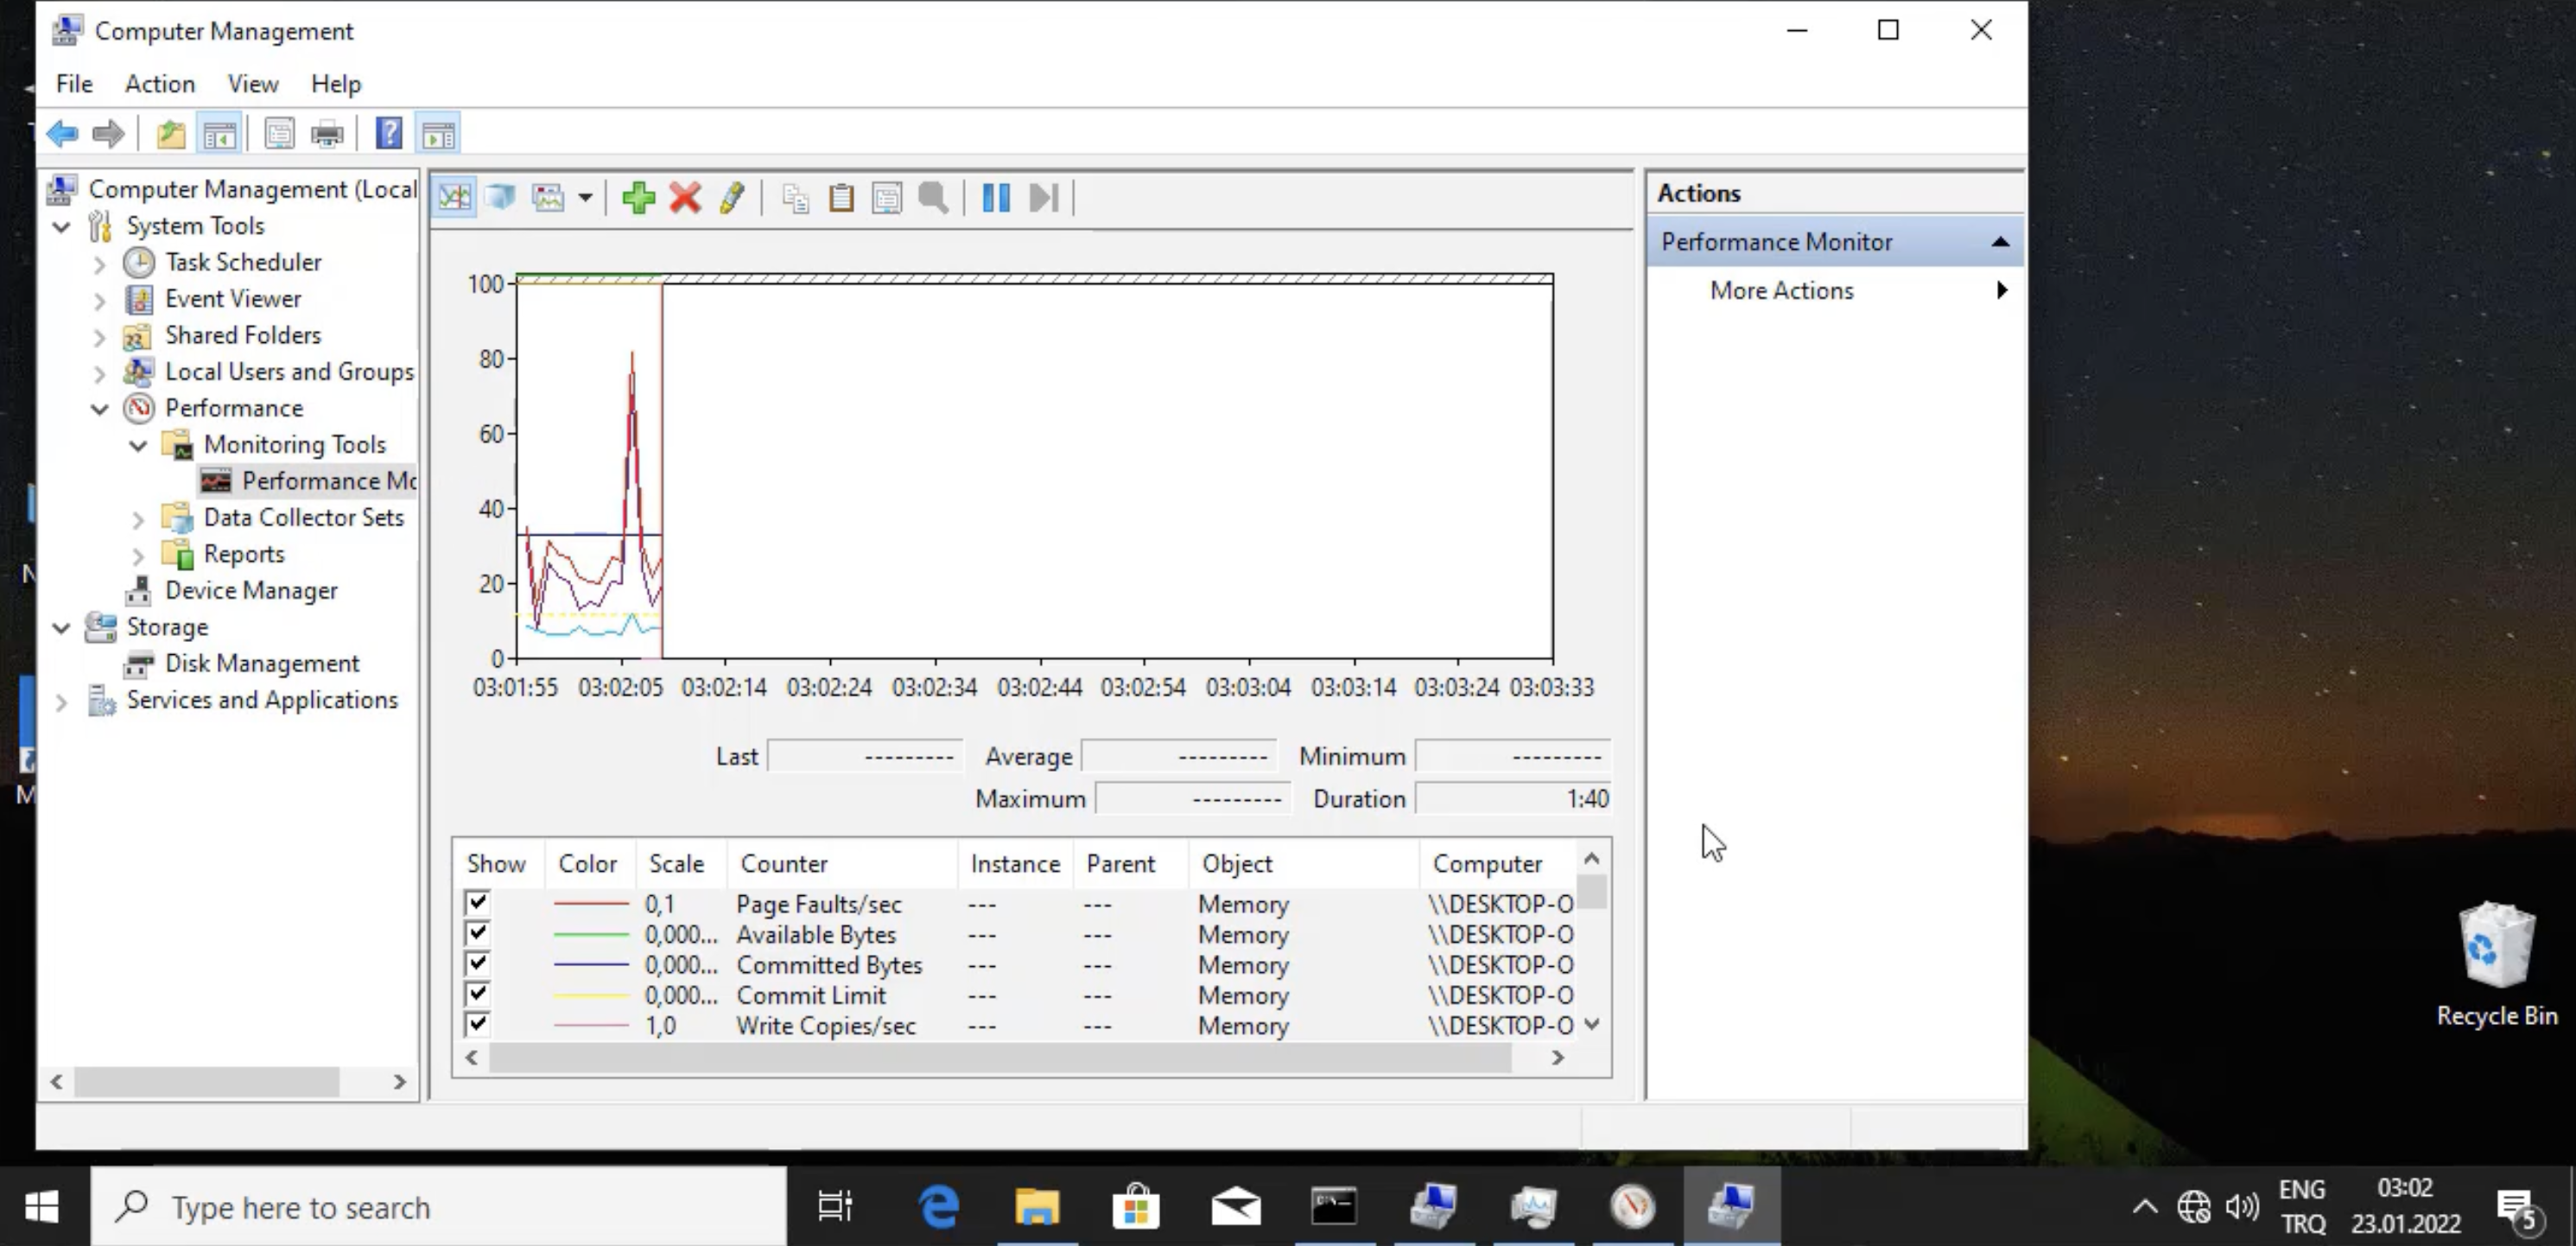 Computer Management
File Action View Help
Computer Management (Local
System Tools
Task Scheduler
Event Viewer
Shared Folders
Local Users and Groups
Performance
Monitoring Tools
Performance Mo
Data Collector Sets
Reports
Device Manager
Storage
Disk Management
Services and Applications
100
80
60
40
20
0
03:01:55 03:02:05 03:02:14 03:02:24 03:02:34 03:02:44 03:02:54 03:03:04 03:03:14 03:03:24 03:03:33
Last --------- Average --------- Minimum ---------
Maximum --------- Duration 1:40
Show Color Scale Counter Instance Parent Object Computer
0,1 Page Faults/sec --- --- Memory \\DESKTOP-O
0,000... Available Bytes --- --- Memory \\DESKTOP-O
0,000... Committed Bytes --- --- Memory \\DESKTOP-O
0,000... Commit Limit --- --- Memory \\DESKTOP-O
1,0 Write Copies/sec --- --- Memory \\DESKTOP-O
Actions
Performance Monitor
More Actions
N
M
Recycle Bin
Type here to search
ENG
TRQ
03:02
23.01.2022
5